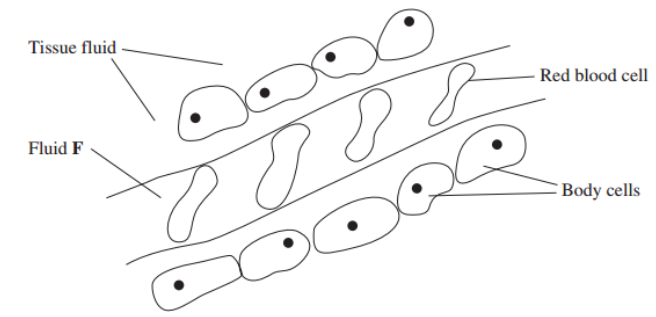 Tissue fluid
Red blood cell
Fluid F
Body cells